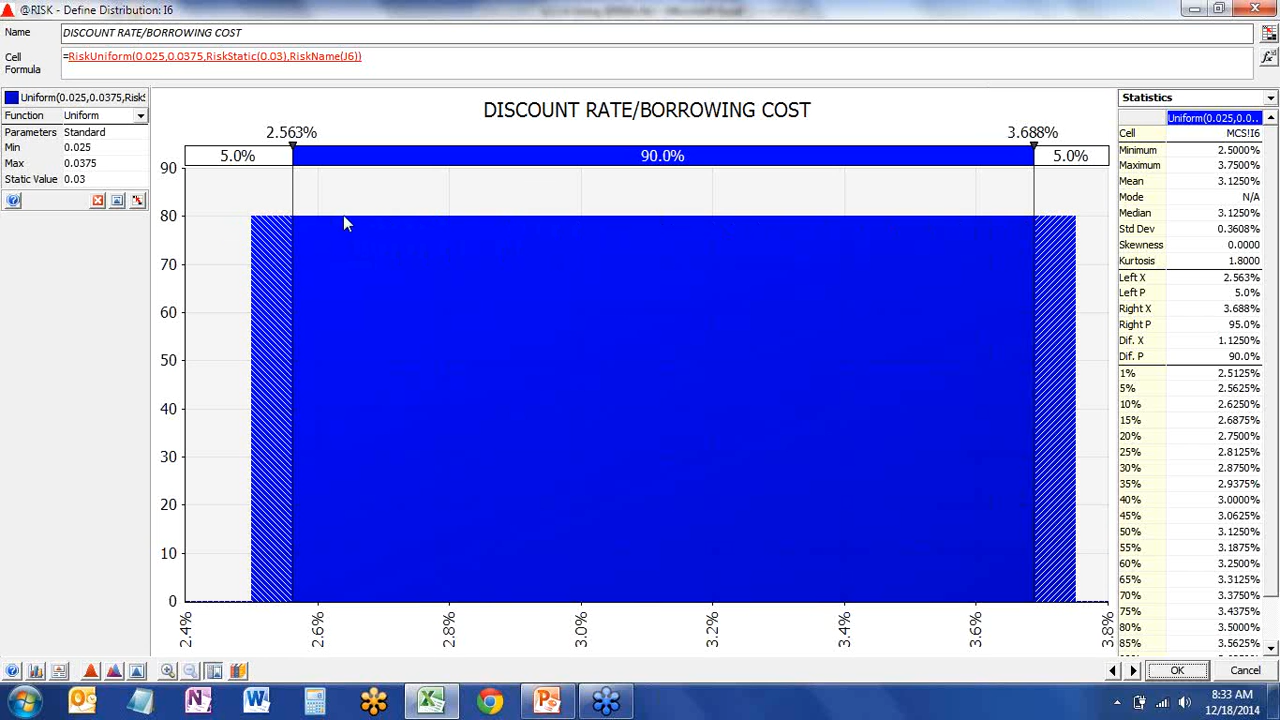 @RISK - Define Distribution: I6
Name DISCOUNT RATE/BORROWING COST
Cell Formula =RiskUniform(0.025,0.0375,RiskStatic(0.03),RiskName(J6))
Uniform(0.025,0.0375,Risk
Function Uniform
Parameters Standard
Min 0.025
Max 0.0375
Static Value 0.03
DISCOUNT RATE/BORROWING COST
2.563% 3.688%
5.0% 90.0% 5.0%
90
80
70
60
50
40
30
20
10
0
2.4% 2.6% 2.8% 3.0% 3.2% 3.4% 3.6% 3.8%
Statistics
Uniform(0.025,0.0..
Cell MCS!I6
Minimum 2.5000%
Maximum 3.7500%
Mean 3.1250%
Mode N/A
Median 3.1250%
Std Dev 0.3608%
Skewness 0.0000
Kurtosis 1.8000
Left X 2.563%
Left P 5.0%
Right X 3.688%
Right P 95.0%
Dif. X 1.1250%
Dif. P 90.0%
1% 2.5125%
5% 2.5625%
10% 2.6250%
15% 2.6875%
20% 2.7500%
25% 2.8125%
30% 2.8750%
35% 2.9375%
40% 3.0000%
45% 3.0625%
50% 3.1250%
55% 3.1875%
60% 3.2500%
65% 3.3125%
70% 3.3750%
75% 3.4375%
80% 3.5000%
85% 3.5625%
OK Cancel
8:33 AM
12/18/2014